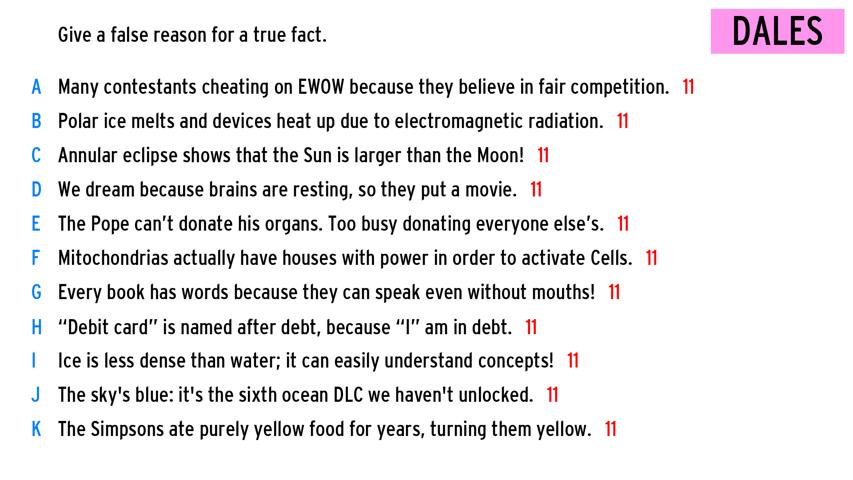 Give a false reason for a true fact.
DALES
A Many contestants cheating on EWOW because they believe in fair competition. 11
B Polar ice melts and devices heat up due to electromagnetic radiation. 11
C Annular eclipse shows that the Sun is larger than the Moon! 11
D We dream because brains are resting, so they put a movie. 11
E The Pope can’t donate his organs. Too busy donating everyone else’s. 11
F Mitochondrias actually have houses with power in order to activate Cells. 11
G Every book has words because they can speak even without mouths! 11
H “Debit card” is named after debt, because “I” am in debt. 11
I Ice is less dense than water; it can easily understand concepts! 11
J The sky's blue: it's the sixth ocean DLC we haven't unlocked. 11
K The Simpsons ate purely yellow food for years, turning them yellow. 11